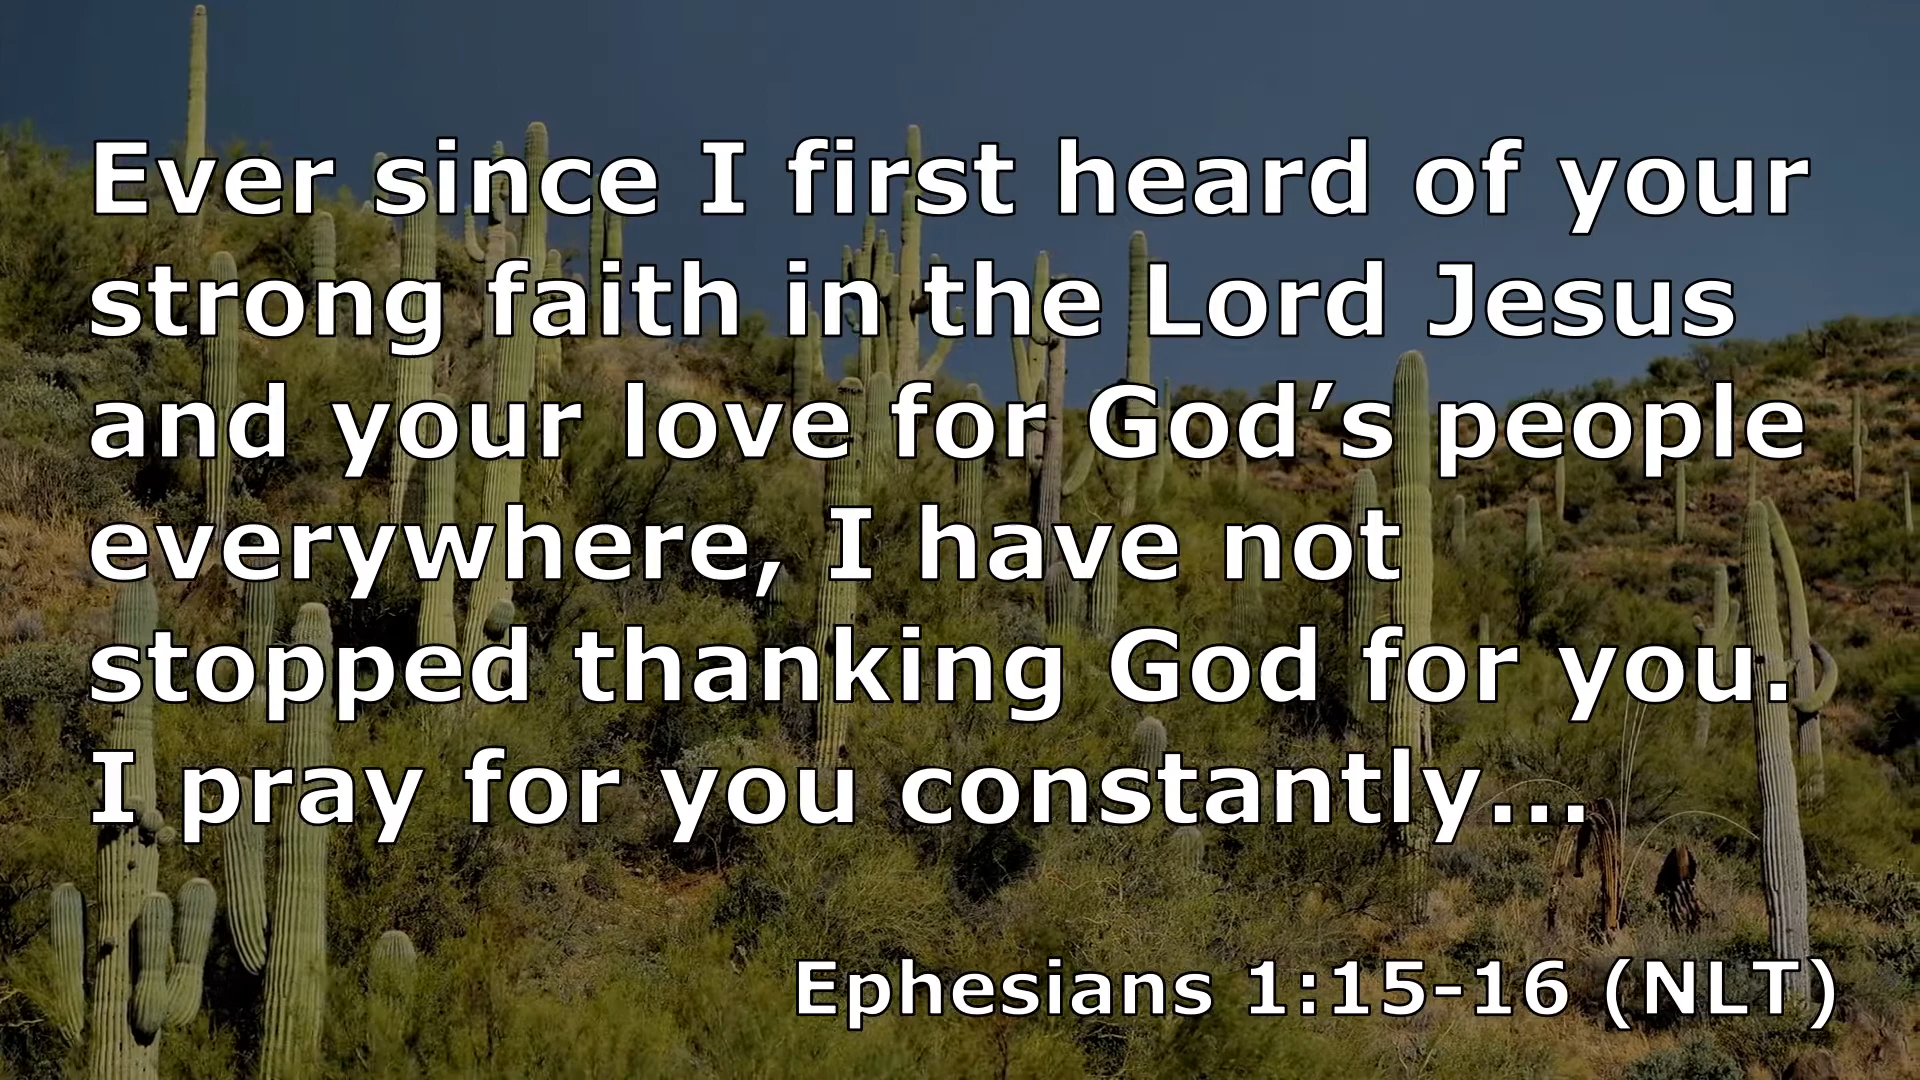 Ever since I first heard of your
strong faith in the Lord Jesus
and your love for God’s people
everywhere, I have not
stopped thanking God for you.
I pray for you constantly...
Ephesians 1:15-16 (NLT)